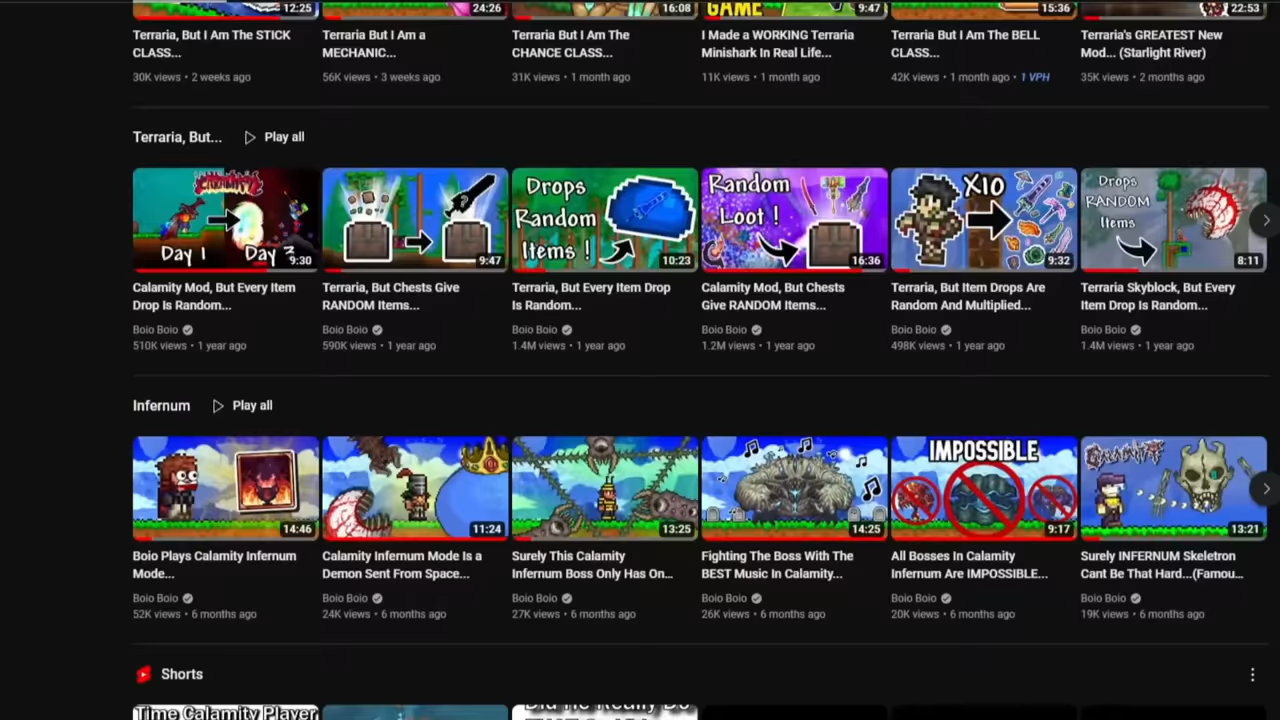 12:25
24:26
16:08
GAME
9:47
15:36
22:53
Terraria, But I Am The STICK
CLASS...
30K views • 2 weeks ago
Terraria But I Am a
MECHANIC...
56K views • 3 weeks ago
Terraria But I Am The
CHANCE CLASS...
31K views • 1 month ago
I Made a WORKING Terraria
Minishark In Real Life...
11K views • 1 month ago
Terraria But I Am The BELL
CLASS...
42K views • 1 month ago • 1 VPH
Terraria's GREATEST New
Mod... (Starlight River)
35K views • 2 months ago
Terraria, But...
Play all
CALAMITY
Day 1
Day 3
9:30
Calamity Mod, But Every Item
Drop Is Random...
Boio Boio
510K views • 1 year ago
?
9:47
Terraria, But Chests Give
RANDOM Items...
Boio Boio
590K views • 1 year ago
Drops
Random
Items !
10:23
Terraria, But Every Item Drop
Is Random...
Boio Boio
1.4M views • 1 year ago
Random
Loot !
16:36
Calamity Mod, But Chests
Give RANDOM Items...
Boio Boio
1.2M views • 1 year ago
X10
9:32
Terraria, But Item Drops Are
Random And Multiplied...
Boio Boio
498K views • 1 year ago
Drops
RANDOM
Items
8:11
Terraria Skyblock, But Every
Item Drop Is Random...
Boio Boio
1.4M views • 1 year ago
Infernum
Play all
14:46
Boio Plays Calamity Infernum
Mode...
Boio Boio
52K views • 6 months ago
11:24
Calamity Infernum Mode Is a
Demon Sent From Space...
Boio Boio
24K views • 6 months ago
13:25
Surely This Calamity
Infernum Boss Only Has On...
Boio Boio
27K views • 6 months ago
14:25
Fighting The Boss With The
BEST Music In Calamity...
Boio Boio
26K views • 6 months ago
IMPOSSIBLE
9:17
All Bosses In Calamity
Infernum Are IMPOSSIBLE...
Boio Boio
20K views • 6 months ago
CALAMITY
13:21
Surely INFERNUM Skeletron
Cant Be That Hard...(Famou...
Boio Boio
19K views • 6 months ago
Shorts
Time Calamity Player
Did He Really Do